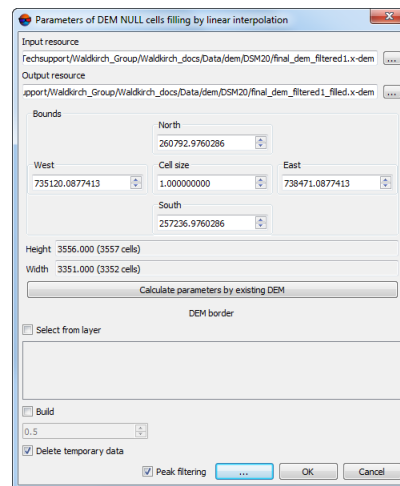 Parameters of DEM NULL cells filling by linear interpolation
Input resource
Techsupport/Waldkirch_Group/Waldkirch_docs/Data/dem/DSM20/final_dem_filtered1.x-dem ...
Output resource
pport/Waldkirch_Group/Waldkirch_docs/Data/dem/DSM20/final_dem_filtered1_filled.x-dem ...
Bounds
North
260792.9760286
West Cell size East
735120.0877413 1.000000000 738471.0877413
South
257236.9760286
Height 3556.000 (3557 cells)
Width 3351.000 (3352 cells)
Calculate parameters by existing DEM
DEM border
Select from layer
Build
0.5
Delete temporary data
Peak filtering ... OK Cancel